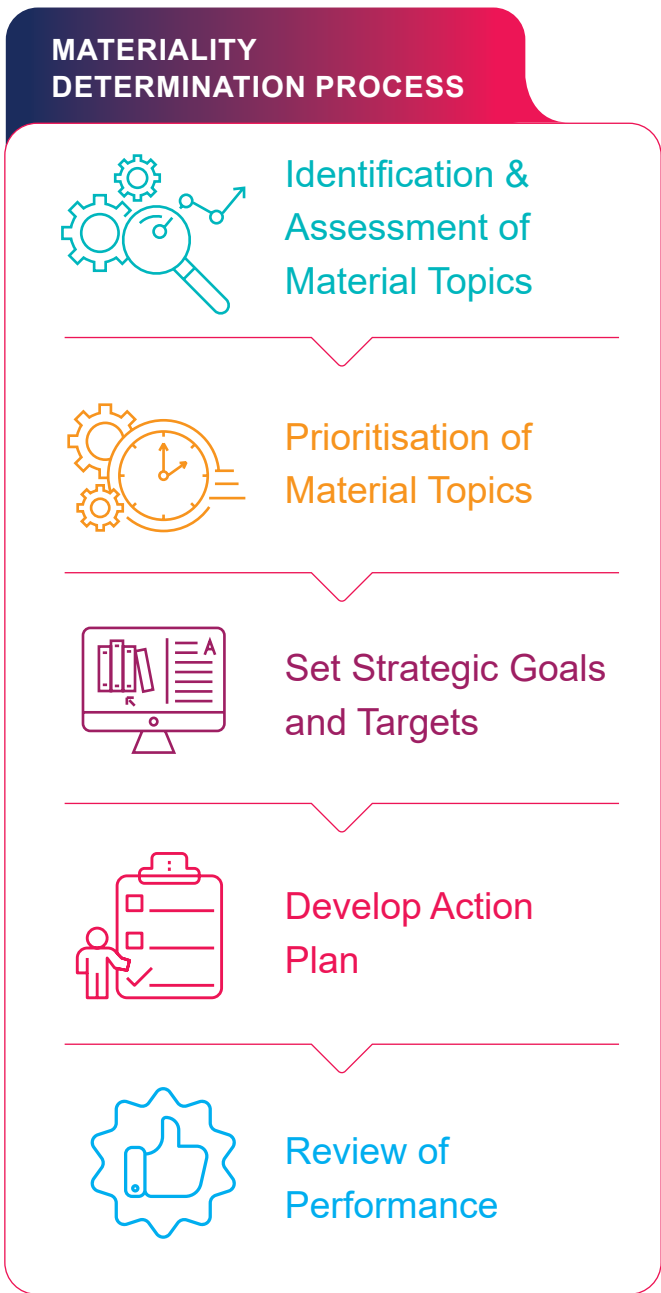 MATERIALITY
DETERMINATION PROCESS
Identification &
Assessment of
Material Topics
Prioritisation of
Material Topics
Set Strategic Goals
and Targets
A
Develop Action
Plan
Review of
Performance